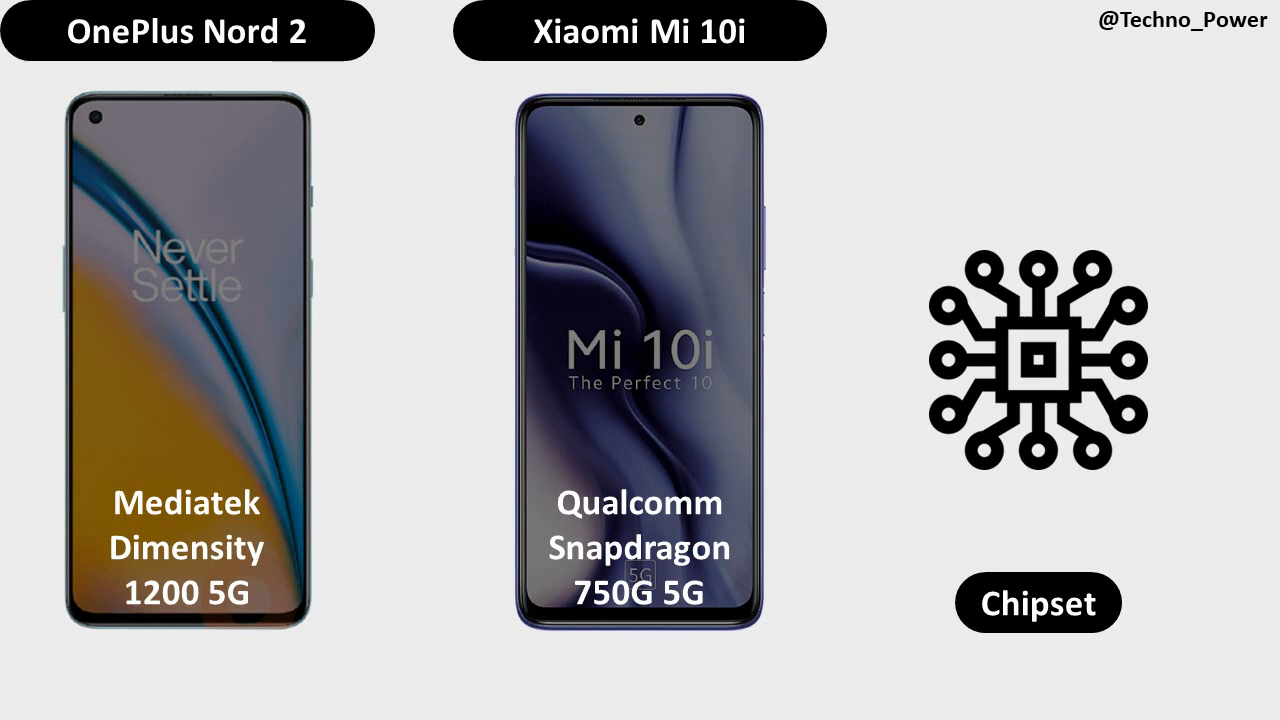 OnePlus Nord 2
Xiaomi Mi 10i
@Techno_Power
Never
Settle
Mediatek
Dimensity
1200 5G
Mi 10i
The Perfect 10
Qualcomm
Snapdragon
5G
750G 5G
Chipset